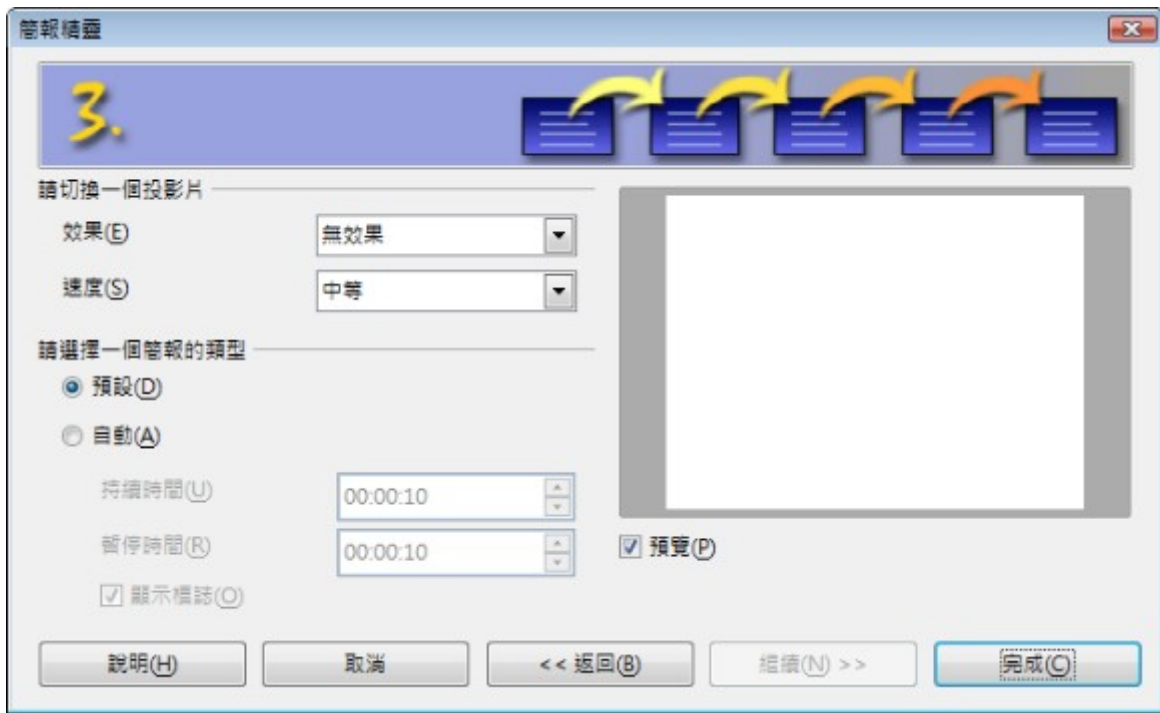 簡報精靈
3.
請切換一個投影片
效果(E)
無效果
速度(S)
中等
請選擇一個簡報的類型
預設(D)
自動(A)
持續時間(U)
00:00:10
暫停時間(R)
00:00:10
預覽(P)
顯示標誌(O)
說明(H)
取消
<< 返回(B)
繼續(N) >>
完成(C)